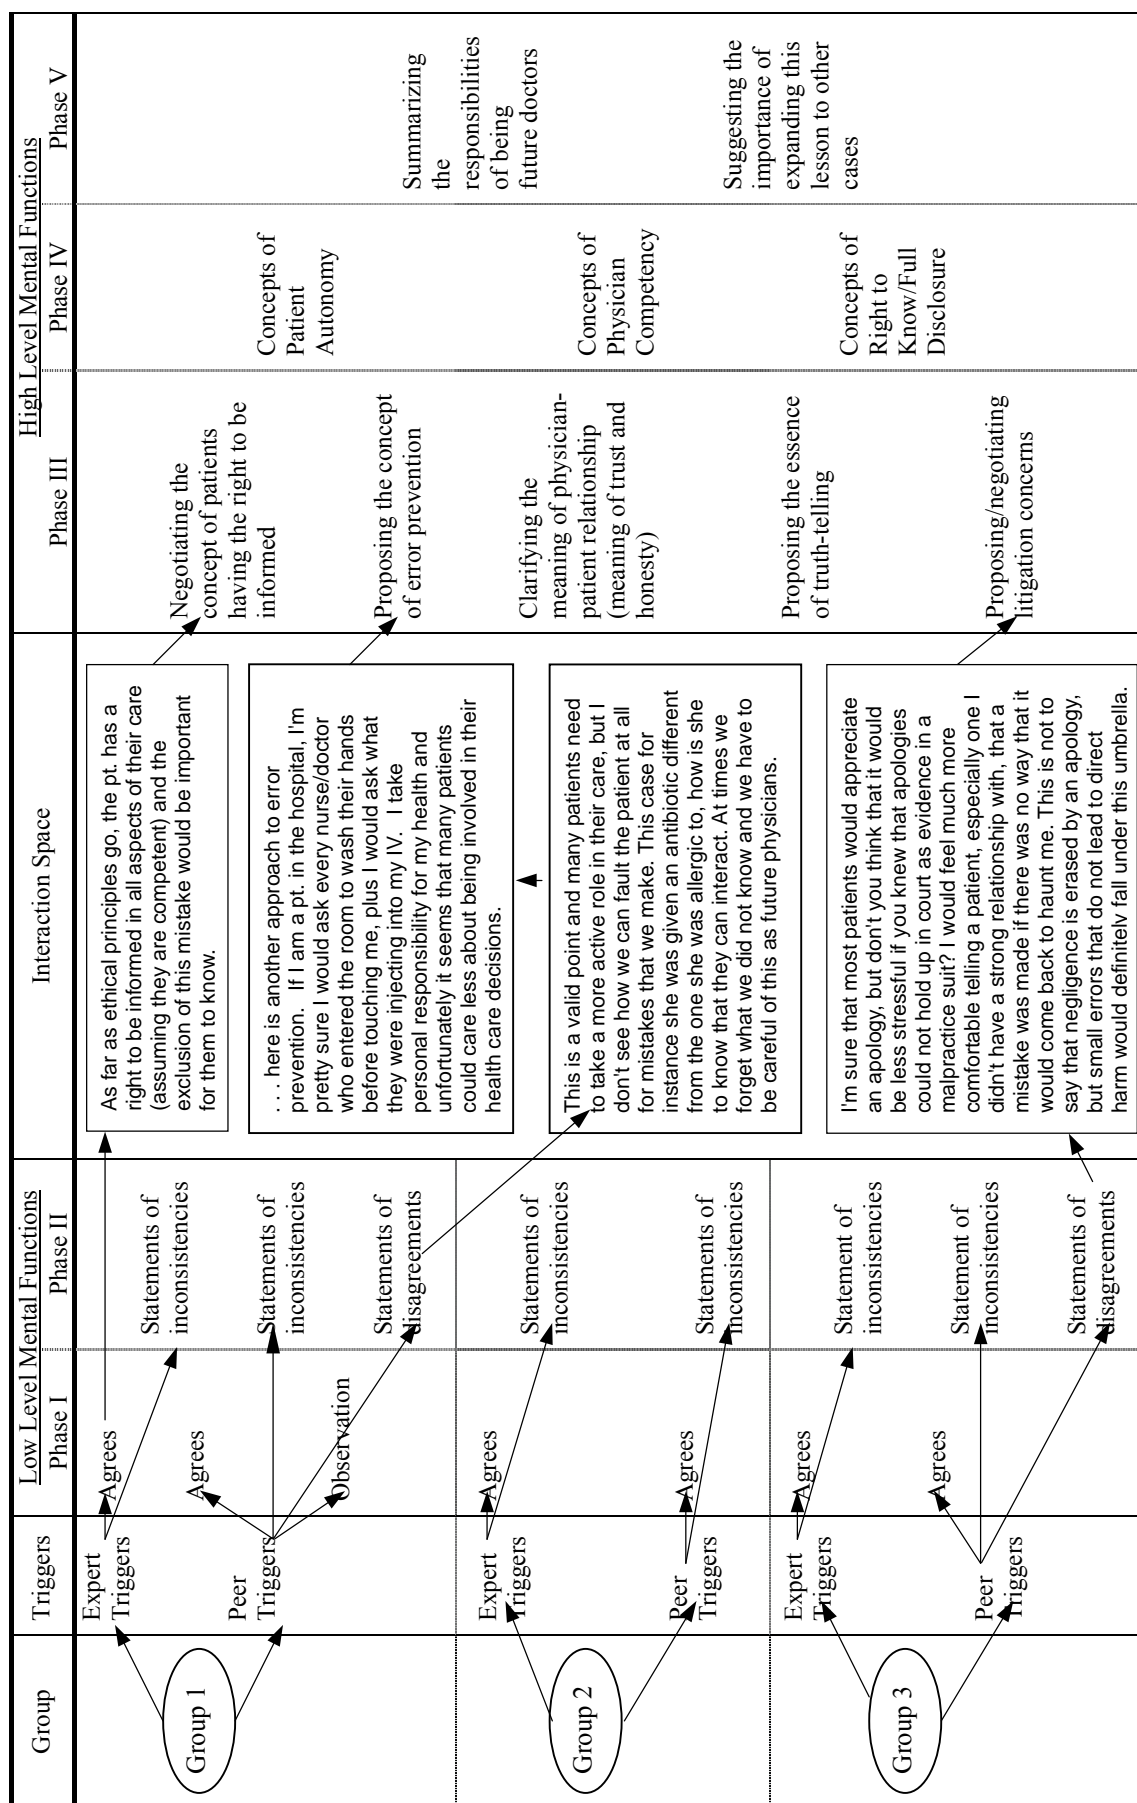 Group
Triggers
Low Level Mental Functions
Phase I
Phase II
Interaction Space
High Level Mental Functions
Phase III
Phase IV
Phase V
Group 1
Expert
Triggers
Peer
Triggers
Agrees
Agrees
Observation
Statements of
inconsistencies
Statements of
inconsistencies
Statements of
disagreements
As far as ethical principles go, the pt. has a
right to be informed in all aspects of their care
(assuming they are competent) and the
exclusion of this mistake would be important
for them to know.
. . . here is another approach to error
prevention. If I am a pt. in the hospital, I'm
pretty sure I would ask every nurse/doctor
who entered the room to wash their hands
before touching me, plus I would ask what
they were injecting into my IV. I take
personal responsibility for my health and
unfortunately it seems that many patients
could care less about being involved in their
health care decisions.
Negotiating the
concept of patients
having the right to be
informed
Proposing the concept
of error prevention
Concepts of
Patient
Autonomy
Summarizing
the
responsibilities
of being
future doctors
Group 2
Expert
Triggers
Peer
Triggers
Agrees
Agrees
Statements of
inconsistencies
Statements of
inconsistencies
This is a valid point and many patients need
to take a more active role in their care, but I
don't see how we can fault the patient at all
for mistakes that we make. This case for
instance she was given an antibiotic different
from the one she was allergic to, how is she
to know that they can interact. At times we
forget what we did not know and we have to
be careful of this as future physicians.
Clarifying the
meaning of physician-
patient relationship
(meaning of trust and
honesty)
Concepts of
Physician
Competency
Suggesting the
importance of
expanding this
lesson to other
cases
Group 3
Expert
Triggers
Peer
Triggers
Agrees
Agrees
Statement of
inconsistencies
Statement of
inconsistencies
Statements of
disagreements
I'm sure that most patients would appreciate
an apology, but don't you think that it would
be less stressful if you knew that apologies
could not hold up in court as evidence in a
malpractice suit? I would feel much more
comfortable telling a patient, especially one I
didn't have a strong relationship with, that a
mistake was made if there was no way that it
would come back to haunt me. This is not to
say that negligence is erased by an apology,
but small errors that do not lead to direct
harm would definitely fall under this umbrella.
Proposing the essence
of truth-telling
Proposing/negotiating
litigation concerns
Concepts of
Right to
Know/Full
Disclosure